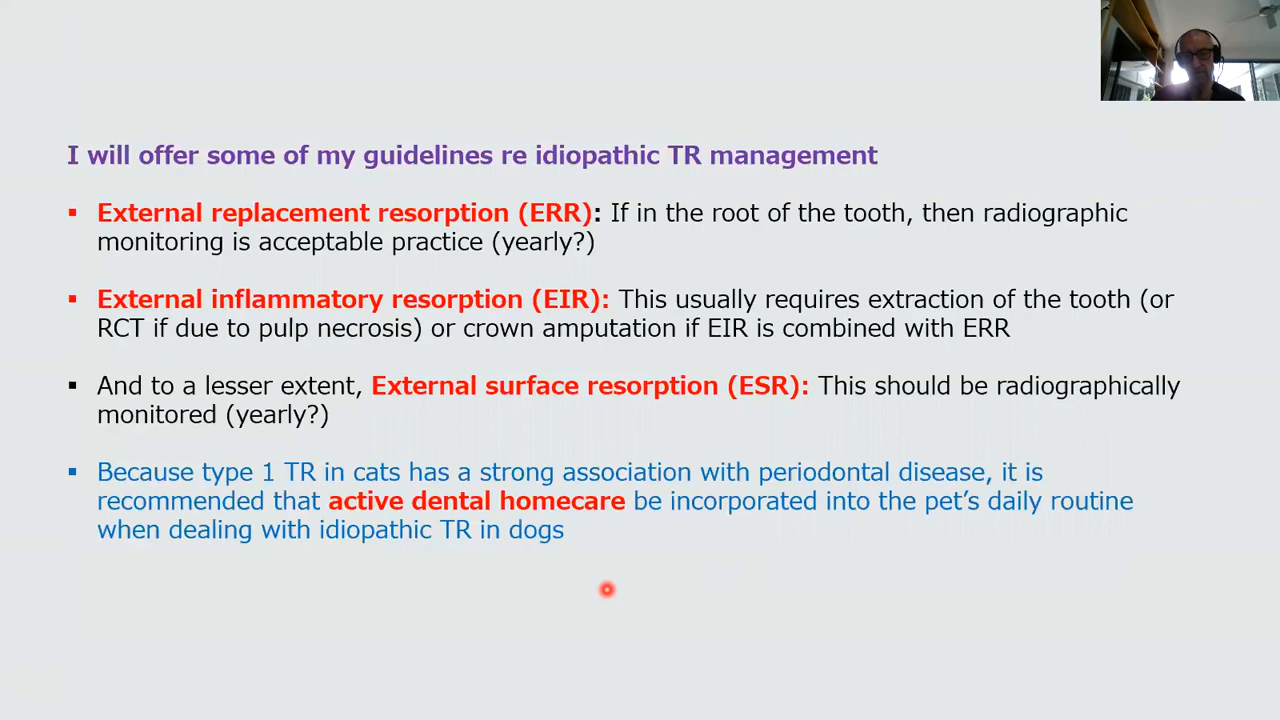 I will offer some of my guidelines re idiopathic TR management
▪ External replacement resorption (ERR): If in the root of the tooth, then radiographic
monitoring is acceptable practice (yearly?)
▪ External inflammatory resorption (EIR): This usually requires extraction of the tooth (or
RCT if due to pulp necrosis) or crown amputation if EIR is combined with ERR
▪ And to a lesser extent, External surface resorption (ESR): This should be radiographically
monitored (yearly?)
▪ Because type 1 TR in cats has a strong association with periodontal disease, it is
recommended that active dental homecare be incorporated into the pet’s daily routine
when dealing with idiopathic TR in dogs